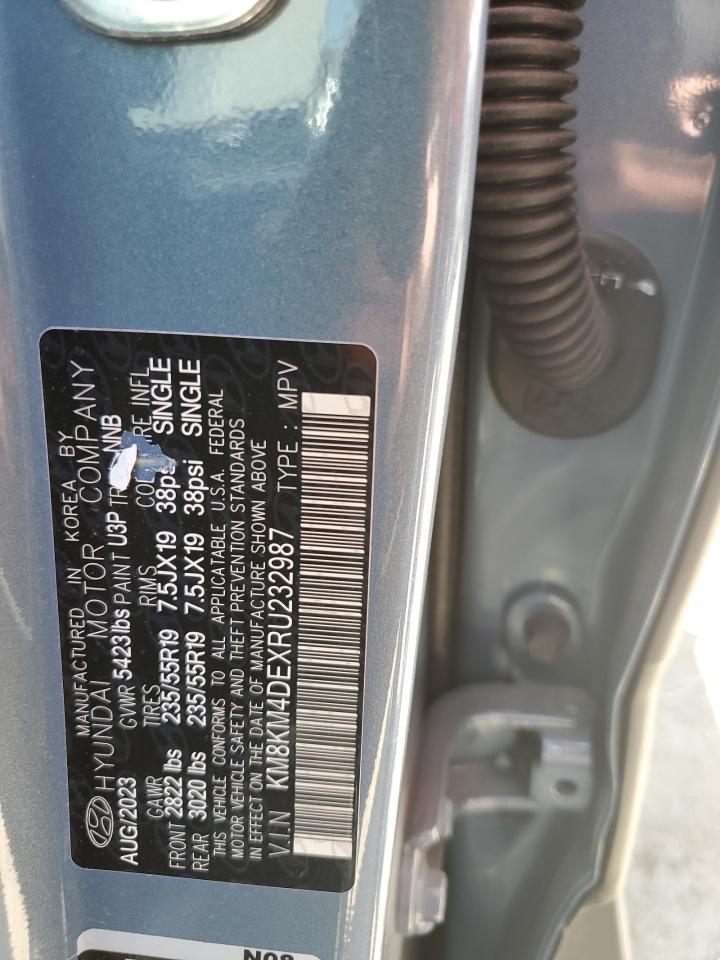 MANUFACTURED IN KOREA BY
HYUNDAI MOTOR COMPANY
AUG/2023 GVWR 5423lbs PAINT U3P NNB
GAWR TIRES RIMS INFL
FRONT 2822 lbs 235/55R19 7.5JX19 38psi SINGLE
REAR 3020 lbs 235/55R19 7.5JX19 38psi SINGLE
THIS VEHICLE CONFORMS TO ALL APPLICABLE U.S.A. FEDERAL
MOTOR VEHICLE SAFETY AND THEFT PREVENTION STANDARDS
IN EFFECT ON THE DATE OF MANUFACTURE SHOWN ABOVE
V.I.N KM8KM4DEXRU232987 TYPE : MPV